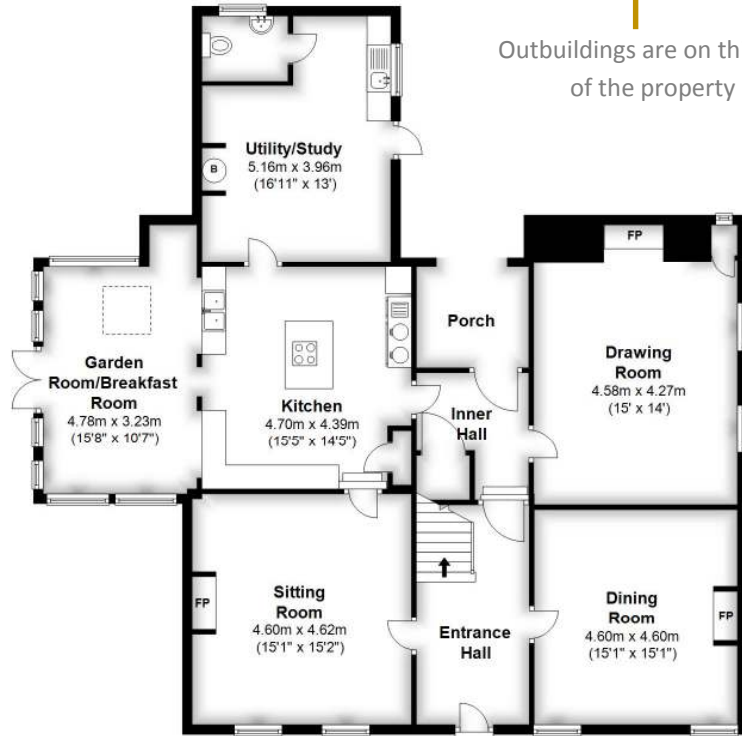 Outbuildings are on th
of the property
Utility/Study
5.16m x 3.96m
(16'11" x 13')
B
FP
Porch
Garden
Room/Breakfast
Room
4.78m x 3.23m
(15'8" x 10'7")
Kitchen
4.70m x 4.39m
(15'5" x 14'5")
Inner
Hall
Drawing
Room
4.58m x 4.27m
(15' x 14')
FP
Sitting
Room
4.60m x 4.62m
(15'1" x 15'2")
Entrance
Hall
Dining
Room
4.60m x 4.60m
(15'1" x 15'1")
FP